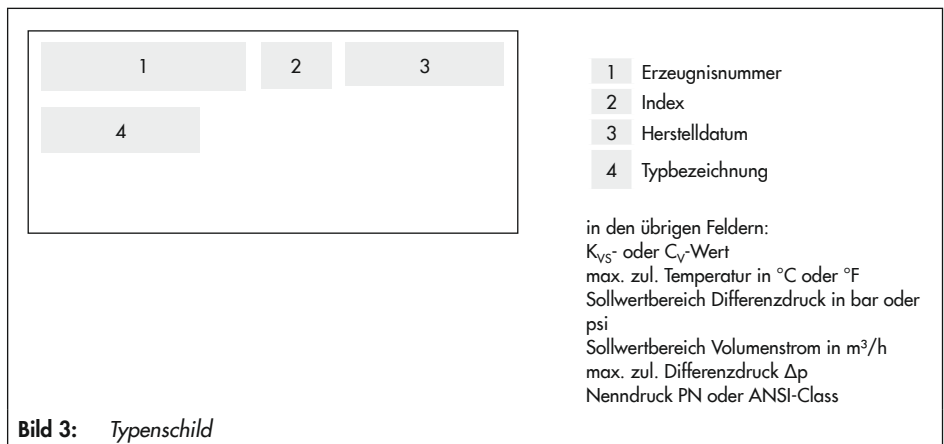 1 2 3
4
1 Erzeugnisnummer
2 Index
3 Herstelldatum
4 Typbezeichnung
in den übrigen Feldern:
K_VS- oder C_V-Wert
max. zul. Temperatur in °C oder °F
Sollwertbereich Differenzdruck in bar oder
psi
Sollwertbereich Volumenstrom in m³/h
max. zul. Differenzdruck Δp
Nenndruck PN oder ANSI-Class
Bild 3: Typenschild